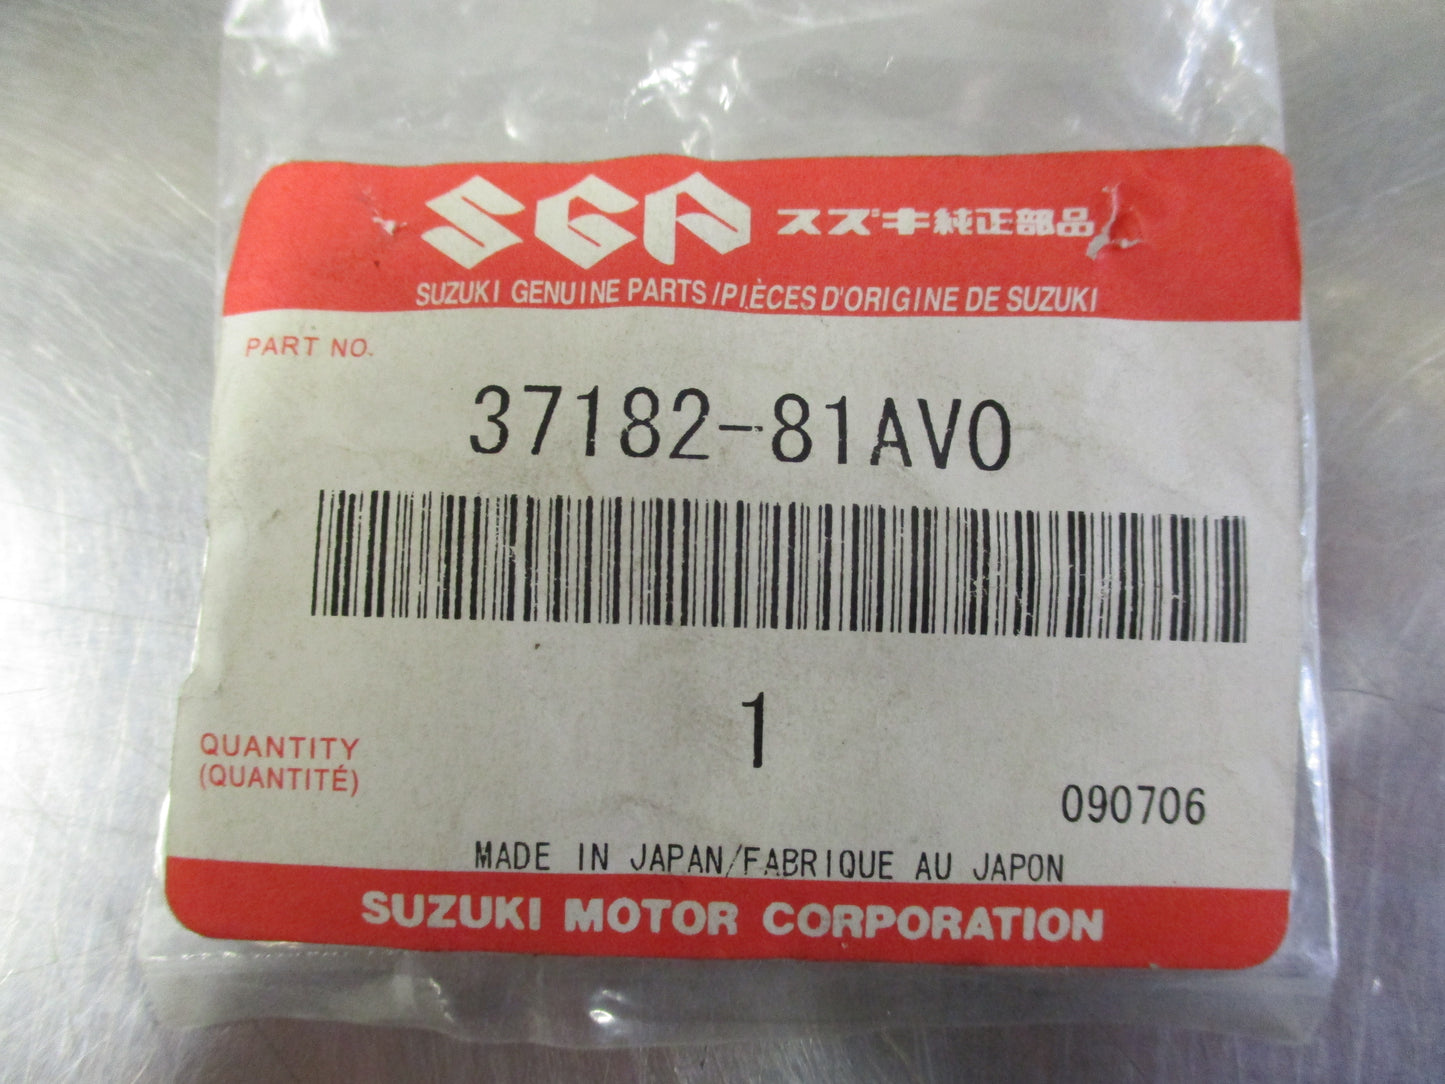 SGP スズキ純正部品
SUZUKI GENUINE PARTS/PIÈCES D'ORIGINE DE SUZUKI
PART NO.
37182-81AV0
1
QUANTITY
(QUANTITÉ)
090706
MADE IN JAPAN/FABRIQUE AU JAPON
SUZUKI MOTOR CORPORATION